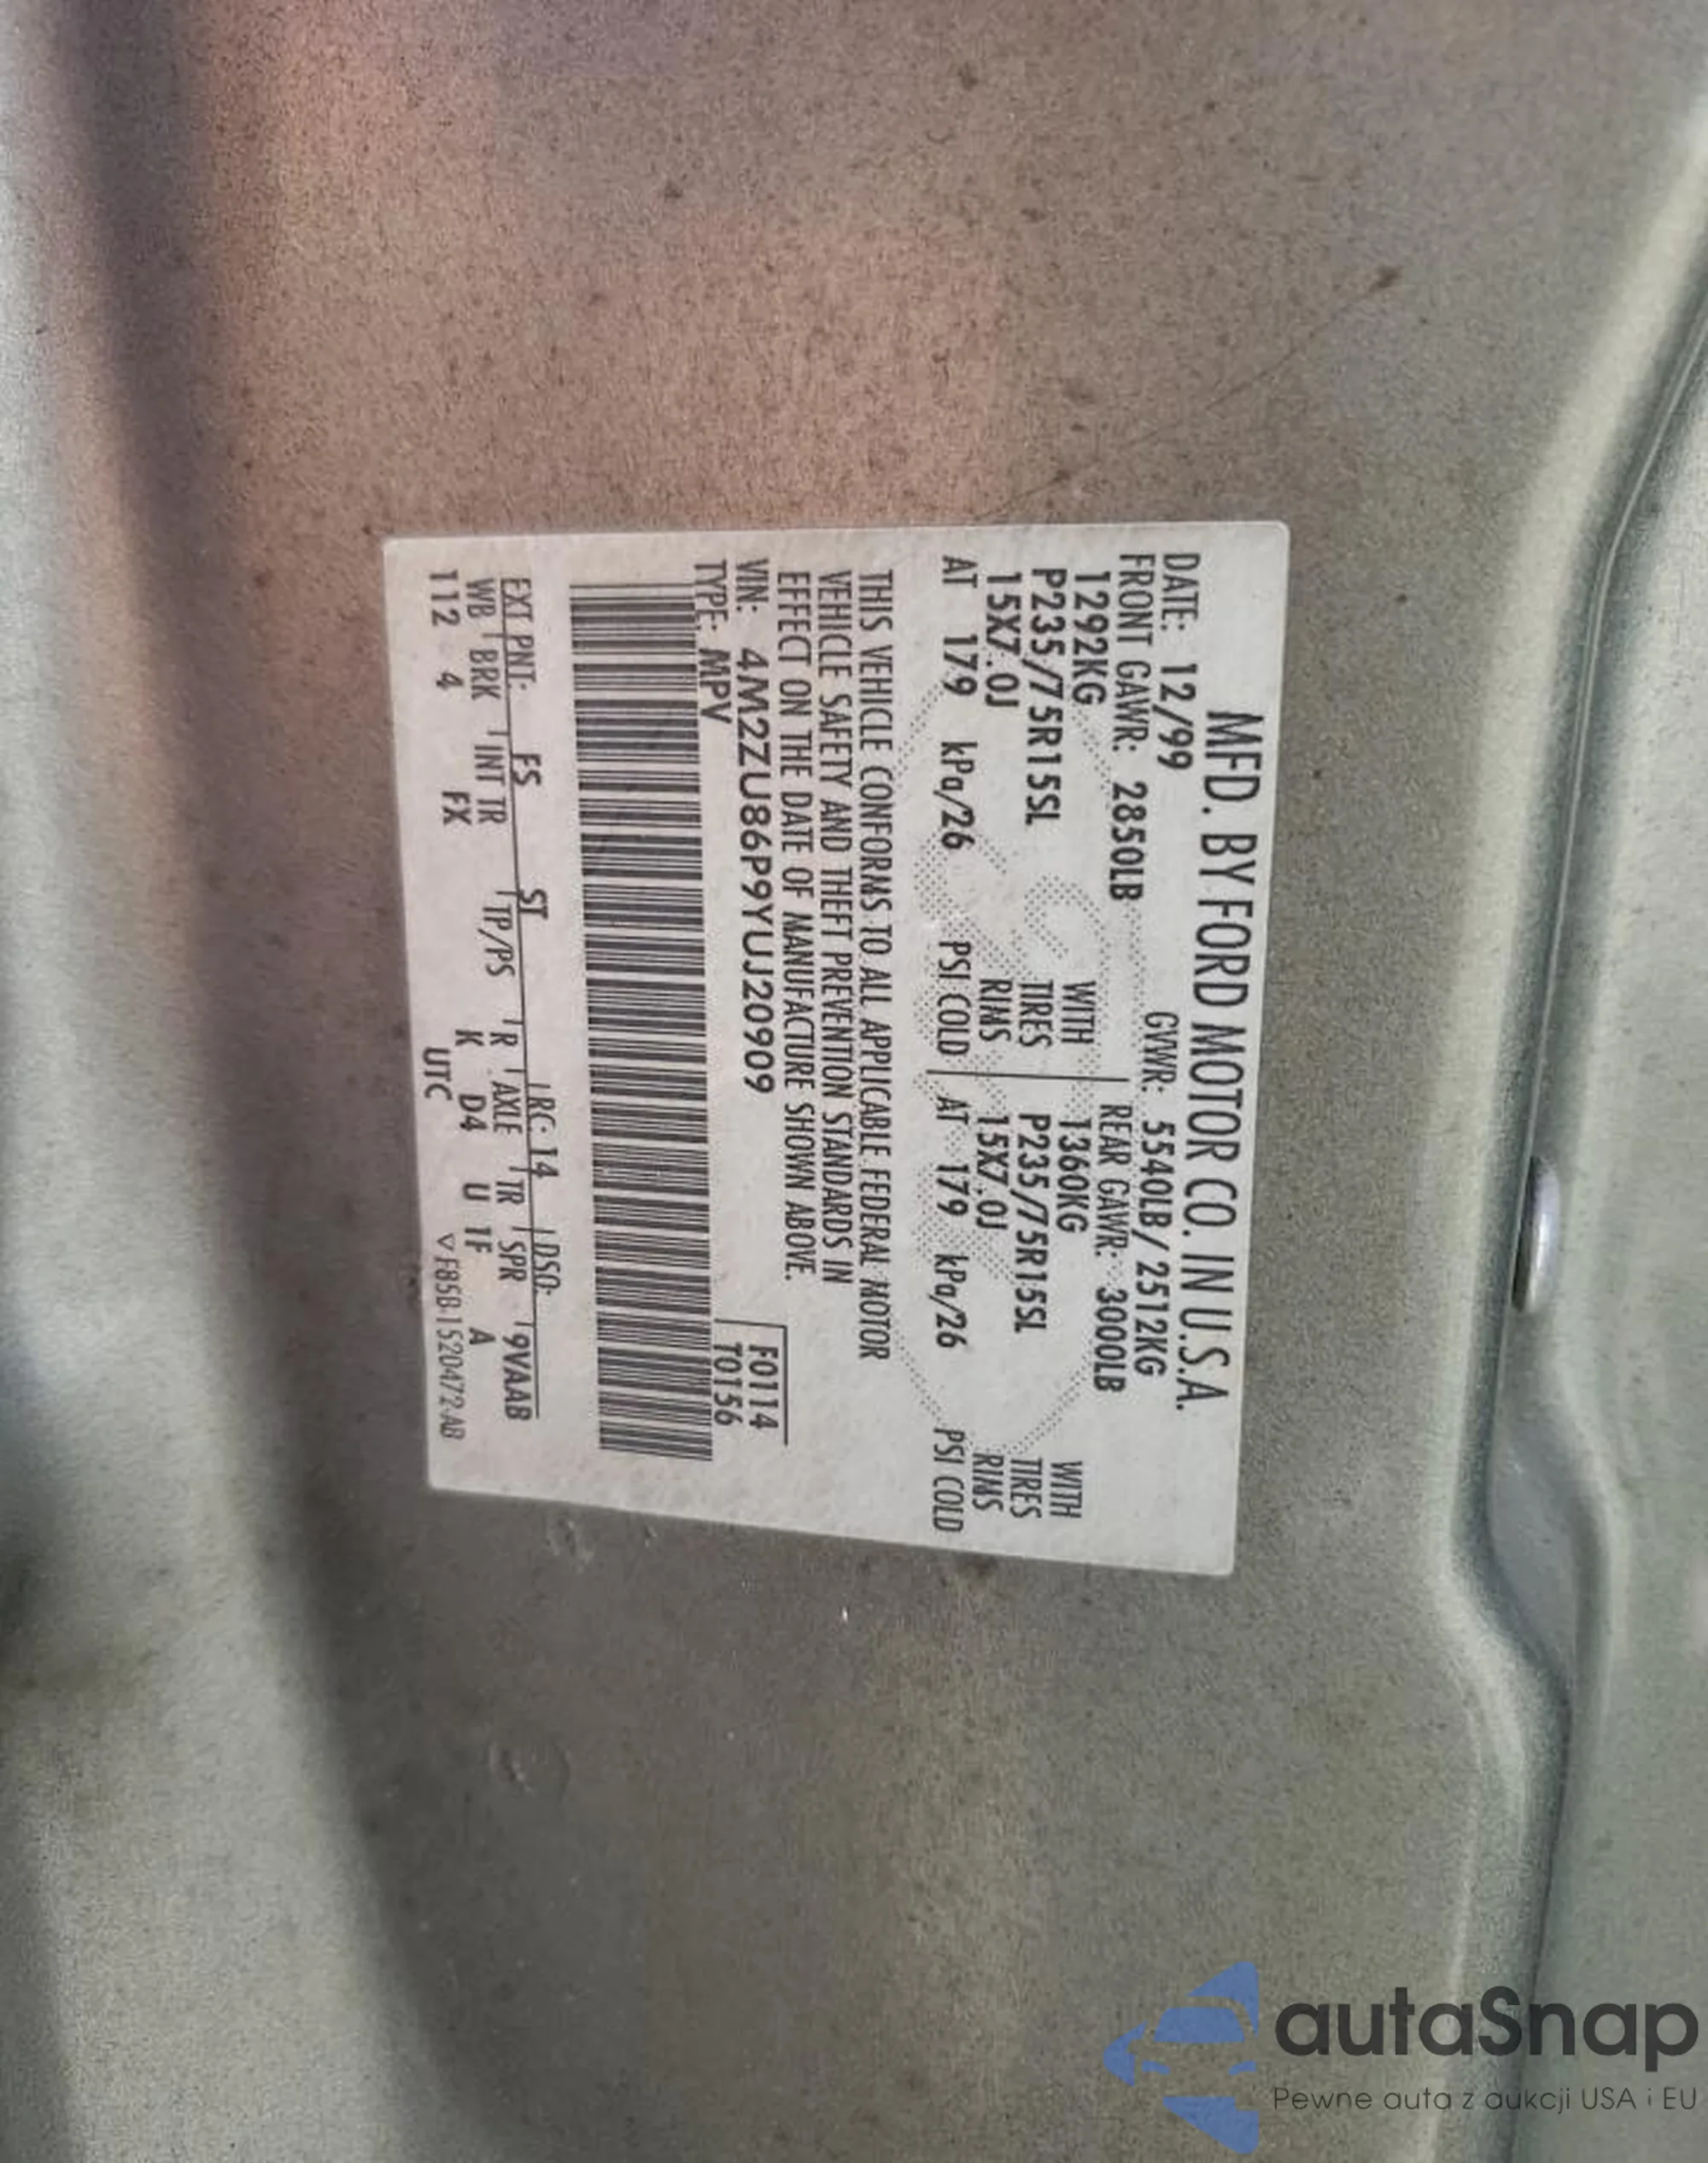 MFD. BY FORD MOTOR CO. IN U.S.A.
DATE: 12/99 GVWR: 5540LB/ 2512KG
FRONT GAWR: 2850LB REAR GAWR: 3000LB
1292KG WITH 1360KG WITH
P235/75R15SL TIRES P235/75R15SL TIRES
15X7.0J RIMS 15X7.0J RIMS
AT 179 kPa/26 PSI COLD AT 179 kPa/26 PSI COLD
THIS VEHICLE CONFORMS TO ALL APPLICABLE FEDERAL MOTOR
VEHICLE SAFETY AND THEFT PREVENTION STANDARDS IN
EFFECT ON THE DATE OF MANUFACTURE SHOWN ABOVE.
VIN: 4M2ZU86P9YUJ20909 F0114
TYPE: MPV T0156
EXT PNT: FS ST RC: 14 DSO:
WB BRK INT TR TP/PS R AXLE TR SPR 9VAAB
112 4 FX K D4 U 1F A
UTC ▽ F85B-1520472-AB
autaSnap
Pewne auta z aukcji USA i EU